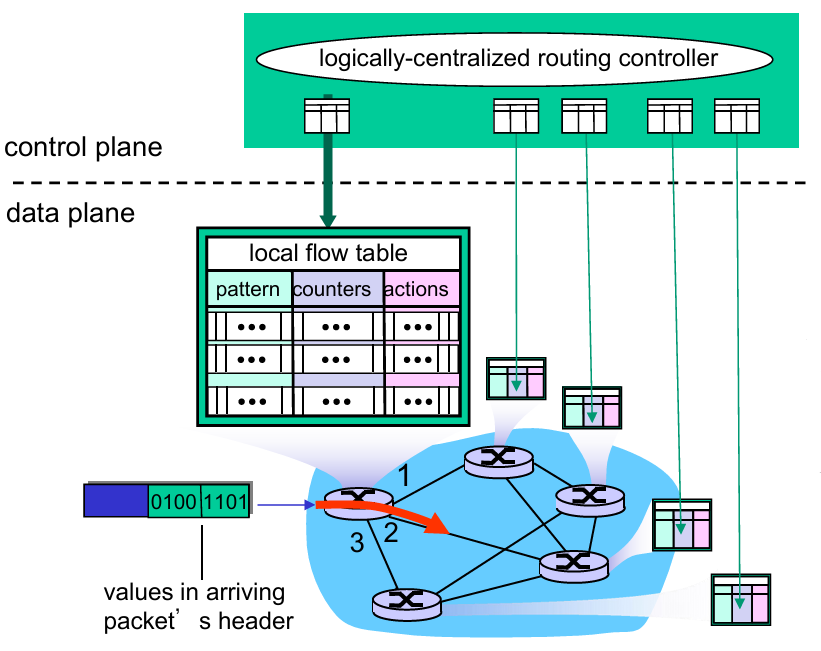 logically-centralized routing controller
control plane
data plane
local flow table
pattern counters actions
1
0100 1101
3 2
values in arriving
packet’ s header